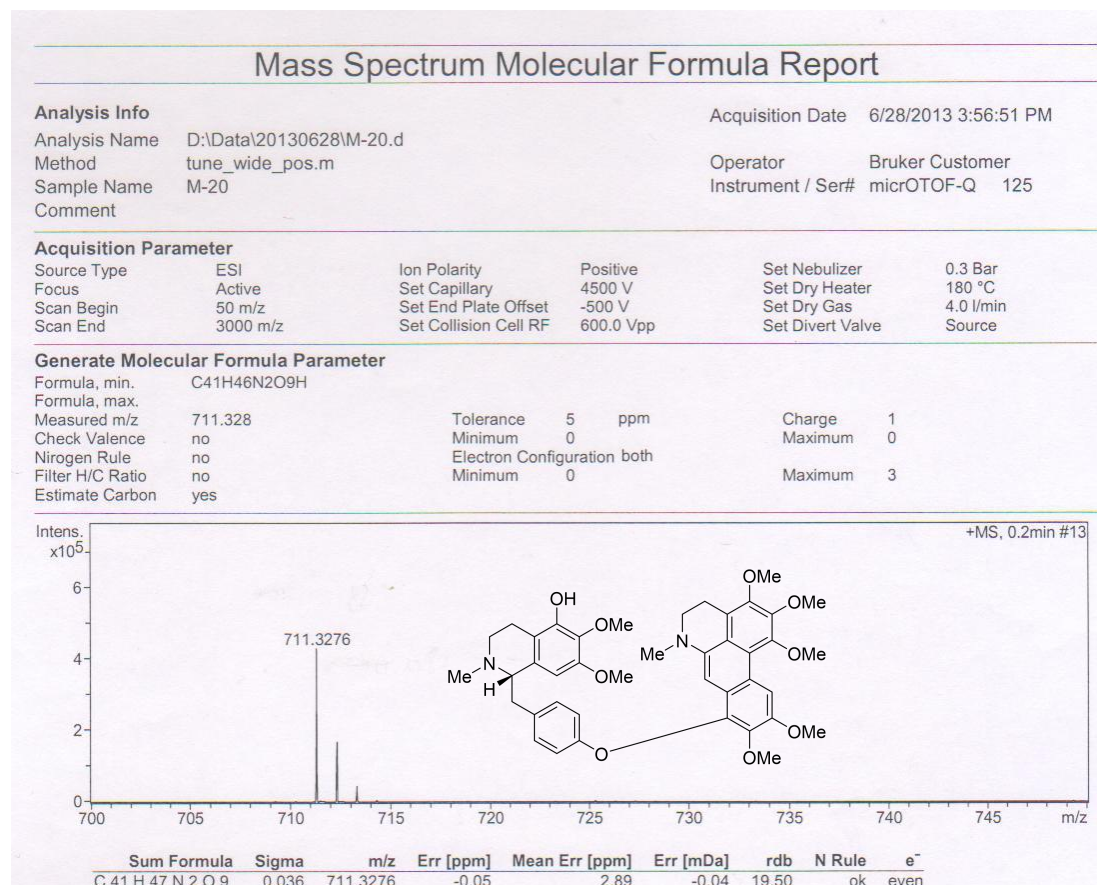 Mass Spectrum Molecular Formula Report
Analysis Info
Acquisition Date 6/28/2013 3:56:51 PM
Analysis Name D:\Data\20130628\M-20.d
Method tune_wide_pos.m
Operator Bruker Customer
Sample Name M-20
Instrument / Ser# micrOTOF-Q 125
Comment
Acquisition Parameter
Source Type ESI Ion Polarity Positive Set Nebulizer 0.3 Bar
Focus Active Set Capillary 4500 V Set Dry Heater 180 °C
Scan Begin 50 m/z Set End Plate Offset -500 V Set Dry Gas 4.0 l/min
Scan End 3000 m/z Set Collision Cell RF 600.0 Vpp Set Divert Valve Source
Generate Molecular Formula Parameter
Formula, min. C41H46N2O9H
Formula, max.
Measured m/z 711.328 Tolerance 5 ppm Charge 1
Check Valence no Minimum 0 Maximum 0
Nirogen Rule no Electron Configuration both
Filter H/C Ratio no Minimum 0 Maximum 3
Estimate Carbon yes
Intens.
x10⁵
+MS, 0.2min #13
6
4
2
0
711.3276
OMe
OMe
OMe
N
Me
OMe
OMe
OH
OMe
OMe
N
Me
H
O
700 705 710 715 720 725 730 735 740 745 m/z
Sum Formula Sigma m/z Err [ppm] Mean Err [ppm] Err [mDa] rdb N Rule e⁻
C 41 H 47 N 2 O 9 0.036 711.3276 -0.05 2.89 -0.04 19.50 ok even